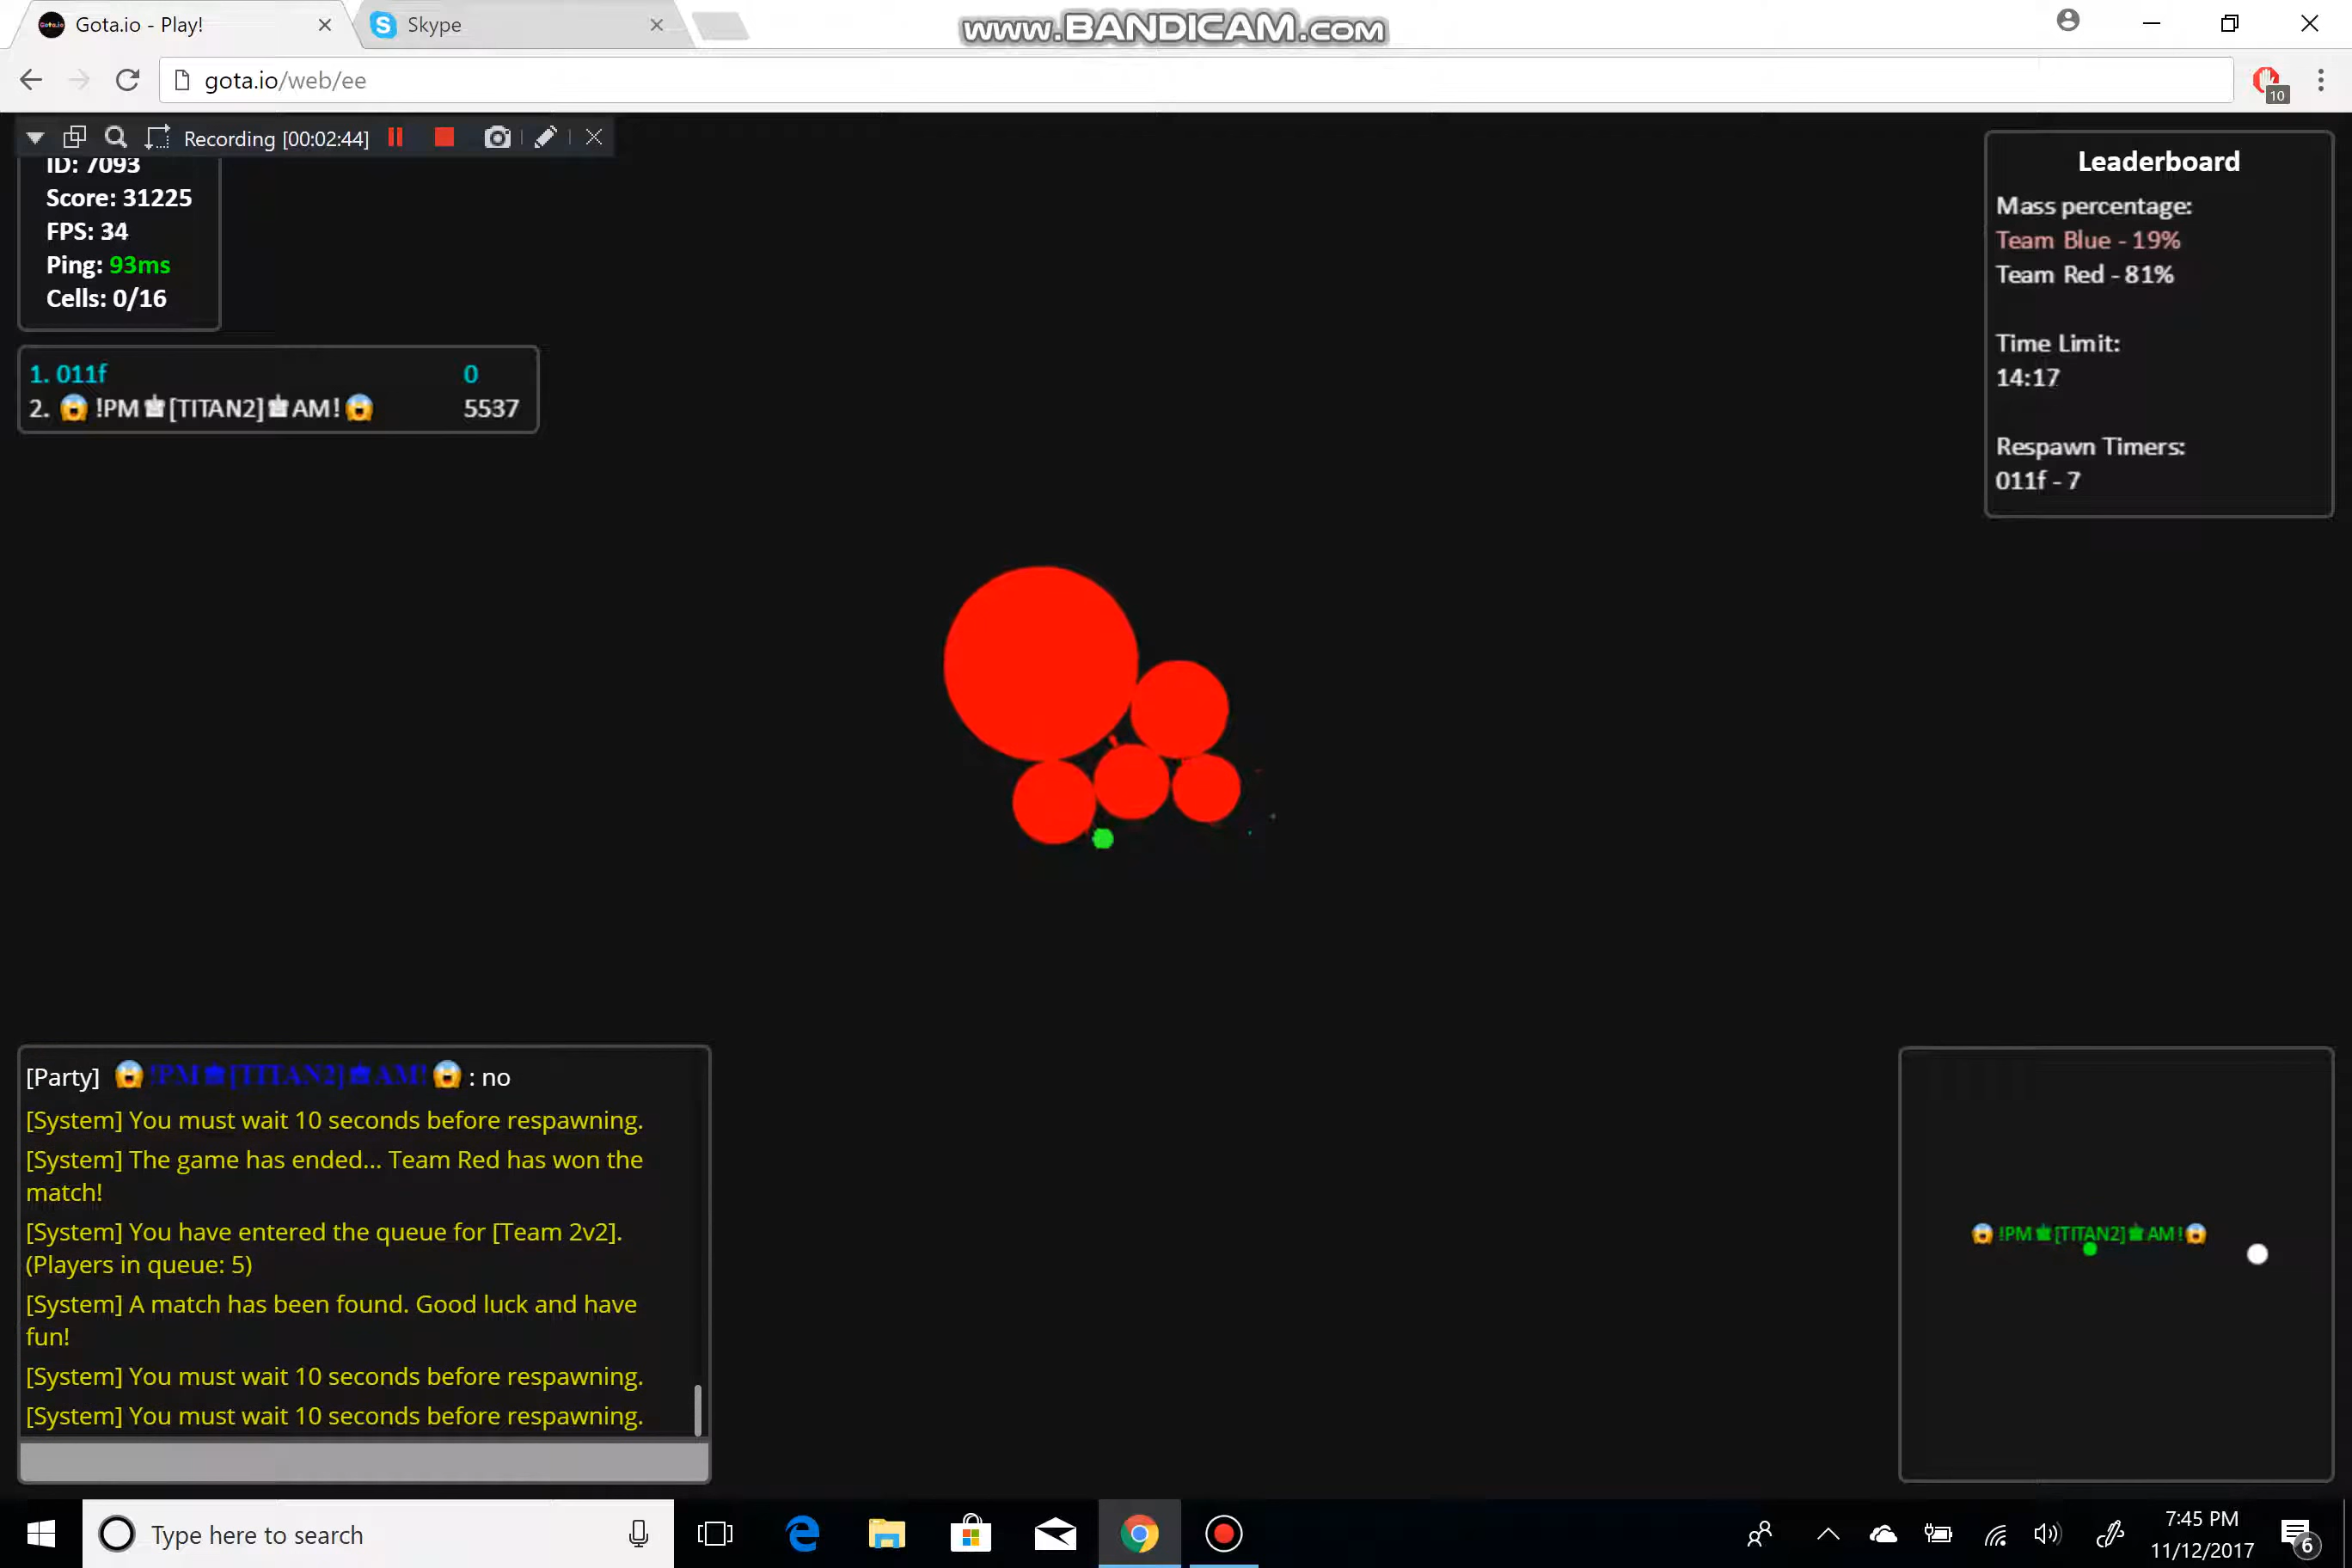 Gota.io - Play!
Skype
www.BANDICAM.com
gota.io/web/ee
10
Recording [00:02:44]
ID: 7093
Score: 31225
FPS: 34
Ping: 93ms
Cells: 0/16
1. 011f 0
2. 😱 !PM♚[TITAN2]♚AM!😱 5537
Leaderboard
Mass percentage:
Team Blue - 19%
Team Red - 81%
Time Limit:
14:17
Respawn Timers:
011f - 7
[Party] 😱!PM♚[TITAN2]♚AM!😱 : no
[System] You must wait 10 seconds before respawning.
[System] The game has ended... Team Red has won the
match!
[System] You have entered the queue for [Team 2v2].
(Players in queue: 5)
[System] A match has been found. Good luck and have
fun!
[System] You must wait 10 seconds before respawning.
[System] You must wait 10 seconds before respawning.
😱!PM♚[TITAN2]♚AM!😱
Type here to search
7:45 PM
11/12/2017
6